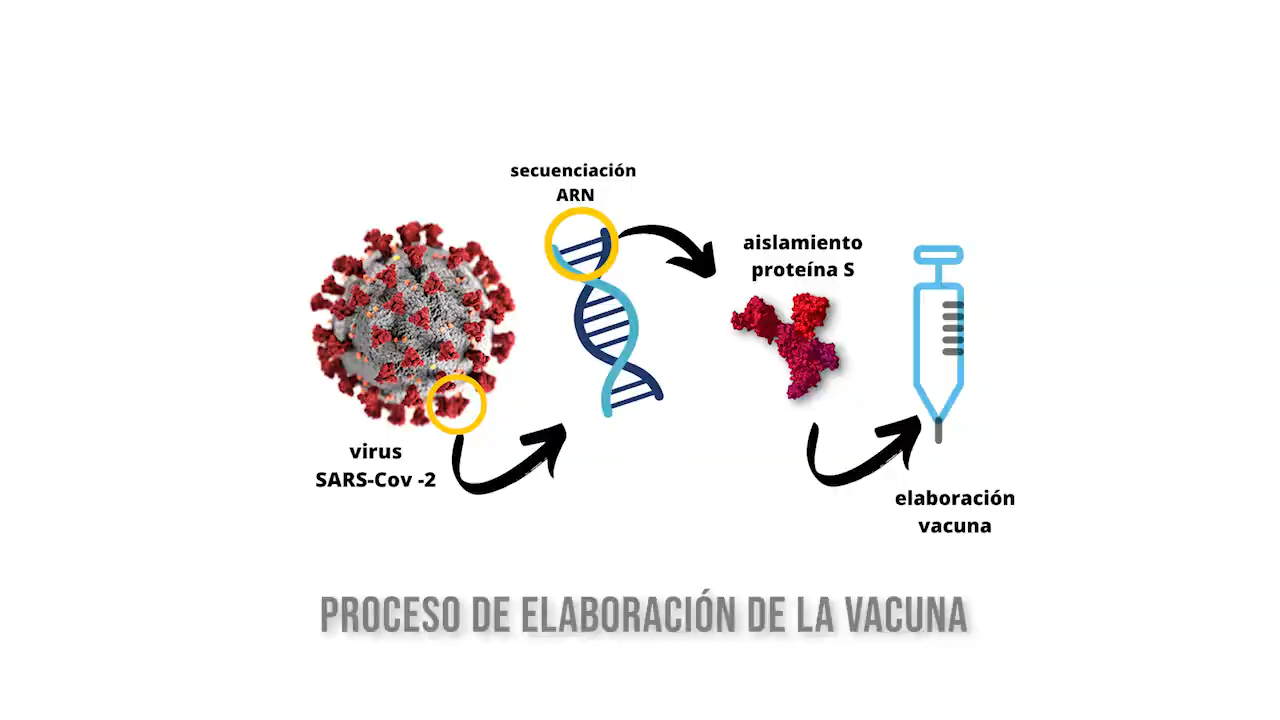 secuenciación
ARN
aislamiento
proteína S
virus
SARS-Cov -2
elaboración
vacuna
PROCESO DE ELABORACIÓN DE LA VACUNA